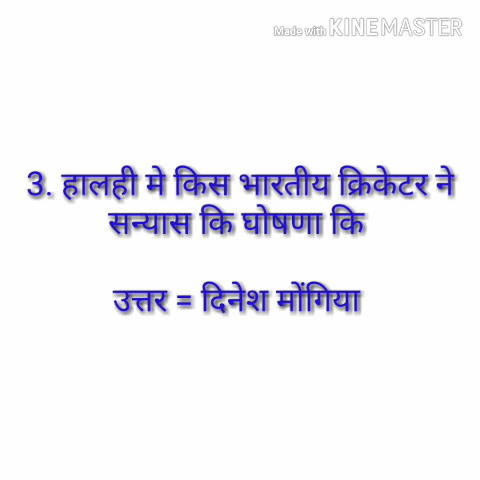 Made with KINEMASTER
3. हालही मे किस भारतीय क्रिकेटर ने
सन्यास कि घोषणा कि
उत्तर = दिनेश मोंगिया